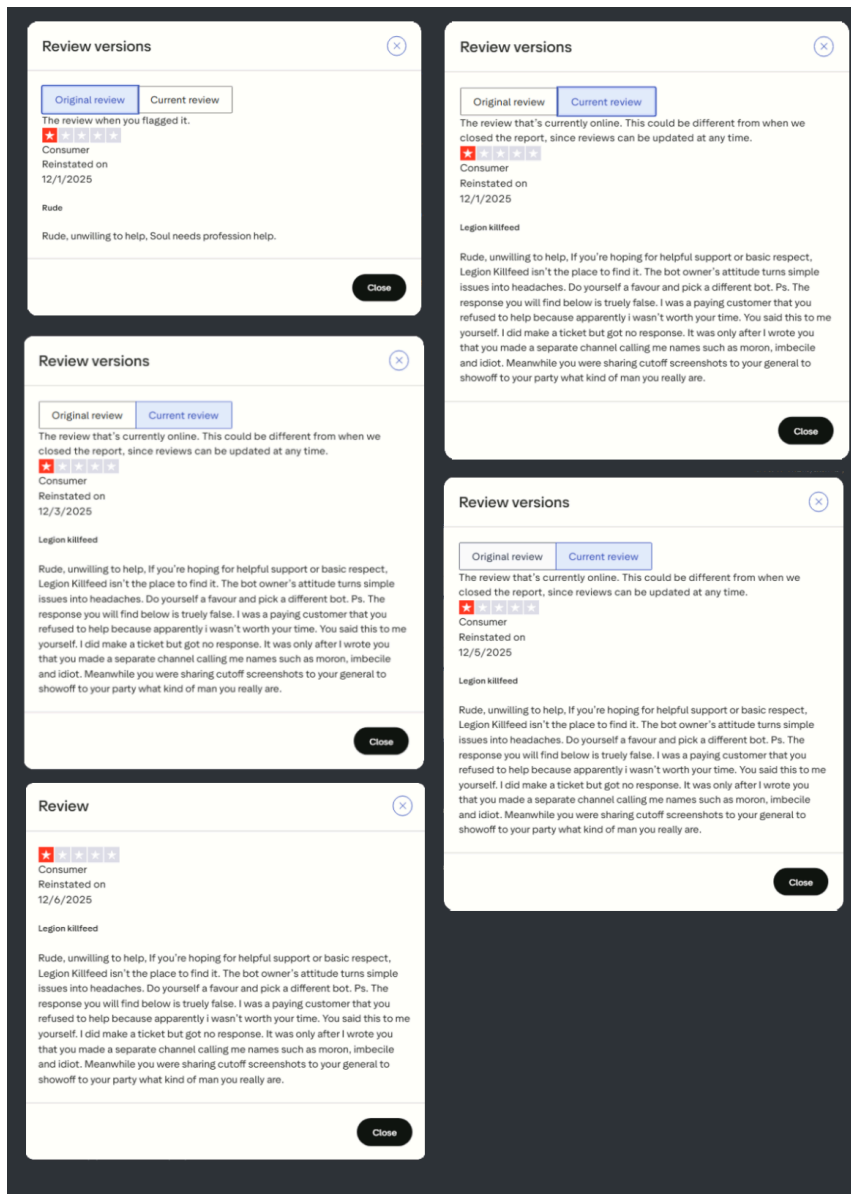 Review versions
Original review
Current review
The review when you flagged it.
Consumer
Reinstated on
12/1/2025
Rude
Rude, unwilling to help, Soul needs profession help.
Close
Review versions
Original review
Current review
The review that's currently online. This could be different from when we
closed the report, since reviews can be updated at any time.
Consumer
Reinstated on
12/1/2025
Legion killfeed
Rude, unwilling to help, If you're hoping for helpful support or basic respect,
Legion Killfeed isn't the place to find it. The bot owner's attitude turns simple
issues into headaches. Do yourself a favour and pick a different bot. Ps. The
response you will find below is truely false. I was a paying customer that you
refused to help because apparently i wasn't worth your time. You said this to me
yourself. I did make a ticket but got no response. It was only after I wrote you
that you made a separate channel calling me names such as moron, imbecile
and idiot. Meanwhile you were sharing cutoff screenshots to your general to
showoff to your party what kind of man you really are.
Close
Review versions
Original review
Current review
The review that's currently online. This could be different from when we
closed the report, since reviews can be updated at any time.
Consumer
Reinstated on
12/3/2025
Legion killfeed
Rude, unwilling to help, If you're hoping for helpful support or basic respect,
Legion Killfeed isn't the place to find it. The bot owner's attitude turns simple
issues into headaches. Do yourself a favour and pick a different bot. Ps. The
response you will find below is truely false. I was a paying customer that you
refused to help because apparently i wasn't worth your time. You said this to me
yourself. I did make a ticket but got no response. It was only after I wrote you
that you made a separate channel calling me names such as moron, imbecile
and idiot. Meanwhile you were sharing cutoff screenshots to your general to
showoff to your party what kind of man you really are.
Close
Review versions
Original review
Current review
The review that's currently online. This could be different from when we
closed the report, since reviews can be updated at any time.
Consumer
Reinstated on
12/5/2025
Legion killfeed
Rude, unwilling to help, If you're hoping for helpful support or basic respect,
Legion Killfeed isn't the place to find it. The bot owner's attitude turns simple
issues into headaches. Do yourself a favour and pick a different bot. Ps. The
response you will find below is truely false. I was a paying customer that you
refused to help because apparently i wasn't worth your time. You said this to me
yourself. I did make a ticket but got no response. It was only after I wrote you
that you made a separate channel calling me names such as moron, imbecile
and idiot. Meanwhile you were sharing cutoff screenshots to your general to
showoff to your party what kind of man you really are.
Close
Review
Consumer
Reinstated on
12/6/2025
Legion killfeed
Rude, unwilling to help, If you're hoping for helpful support or basic respect,
Legion Killfeed isn't the place to find it. The bot owner's attitude turns simple
issues into headaches. Do yourself a favour and pick a different bot. Ps. The
response you will find below is truely false. I was a paying customer that you
refused to help because apparently i wasn't worth your time. You said this to me
yourself. I did make a ticket but got no response. It was only after I wrote you
that you made a separate channel calling me names such as moron, imbecile
and idiot. Meanwhile you were sharing cutoff screenshots to your general to
showoff to your party what kind of man you really are.
Close